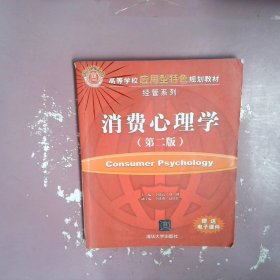 高等学校应用型特色规划教材
经管系列
消费心理学
（第二版）
Consumer Psychology
赠送
电子课件
清华大学出版社